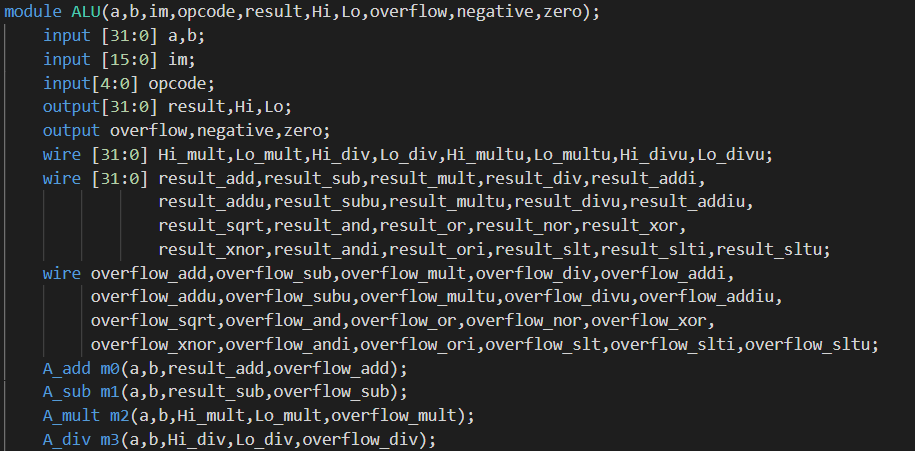 module ALU(a,b,im,opcode,result,Hi,Lo,overflow,negative,zero);
input [31:0] a,b;
input [15:0] im;
input[4:0] opcode;
output[31:0] result,Hi,Lo;
output overflow,negative,zero;
wire [31:0] Hi_mult,Lo_mult,Hi_div,Lo_div,Hi_multu,Lo_multu,Hi_divu,Lo_divu;
wire [31:0] result_add,result_sub,result_mult,result_div,result_addi,
result_addu,result_subu,result_multu,result_divu,result_addiu,
result_sqrt,result_and,result_or,result_nor,result_xor,
result_xnor,result_andi,result_ori,result_slt,result_slti,result_sltu;
wire overflow_add,overflow_sub,overflow_mult,overflow_div,overflow_addi,
overflow_addu,overflow_subu,overflow_multu,overflow_divu,overflow_addiu,
overflow_sqrt,overflow_and,overflow_or,overflow_nor,overflow_xor,
overflow_xnor,overflow_andi,overflow_ori,overflow_slt,overflow_slti,overflow_sltu;
A_add m0(a,b,result_add,overflow_add);
A_sub m1(a,b,result_sub,overflow_sub);
A_mult m2(a,b,Hi_mult,Lo_mult,overflow_mult);
A_div m3(a,b,Hi_div,Lo_div,overflow_div);